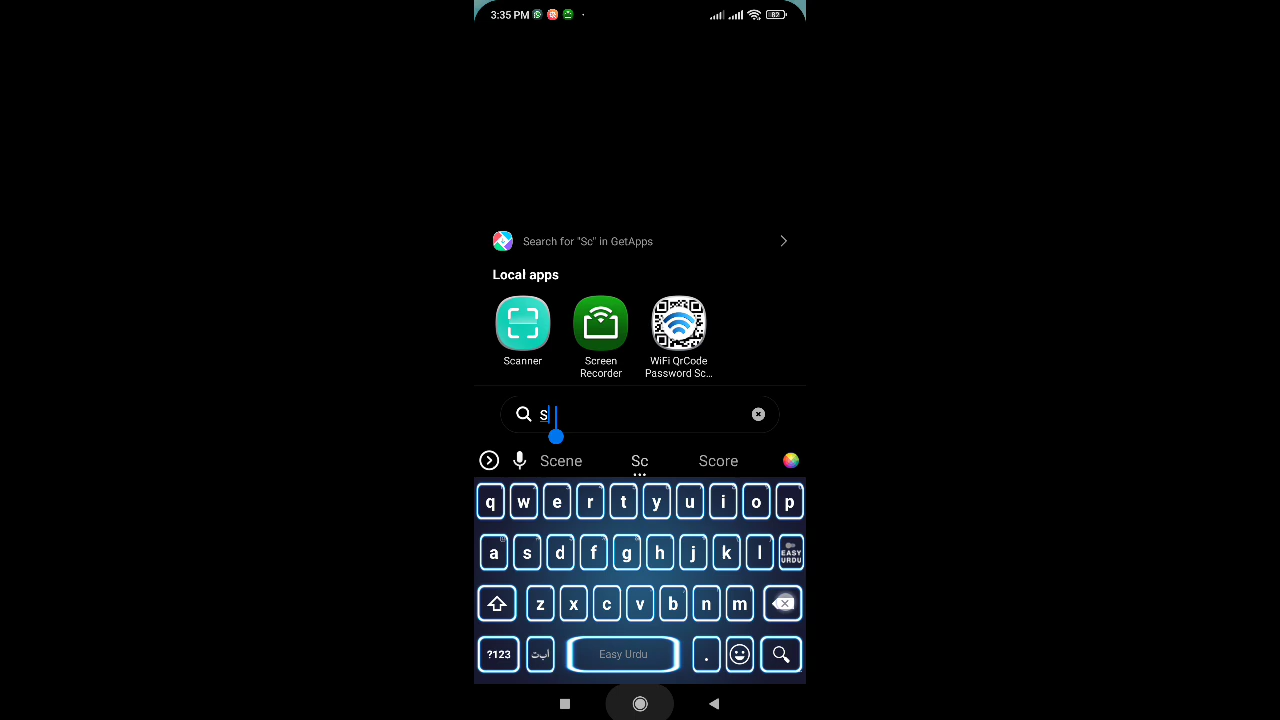 3:35 PM 82
Search for "Sc" in GetApps
Local apps
Scanner
Screen
Recorder
WiFi QrCode
Password Sc...
S
Scene Sc Score
q w e r t y u i o p
a s d f g h j k l EASY URDU
z x c v b n m
?123 اب‌ت Easy Urdu .